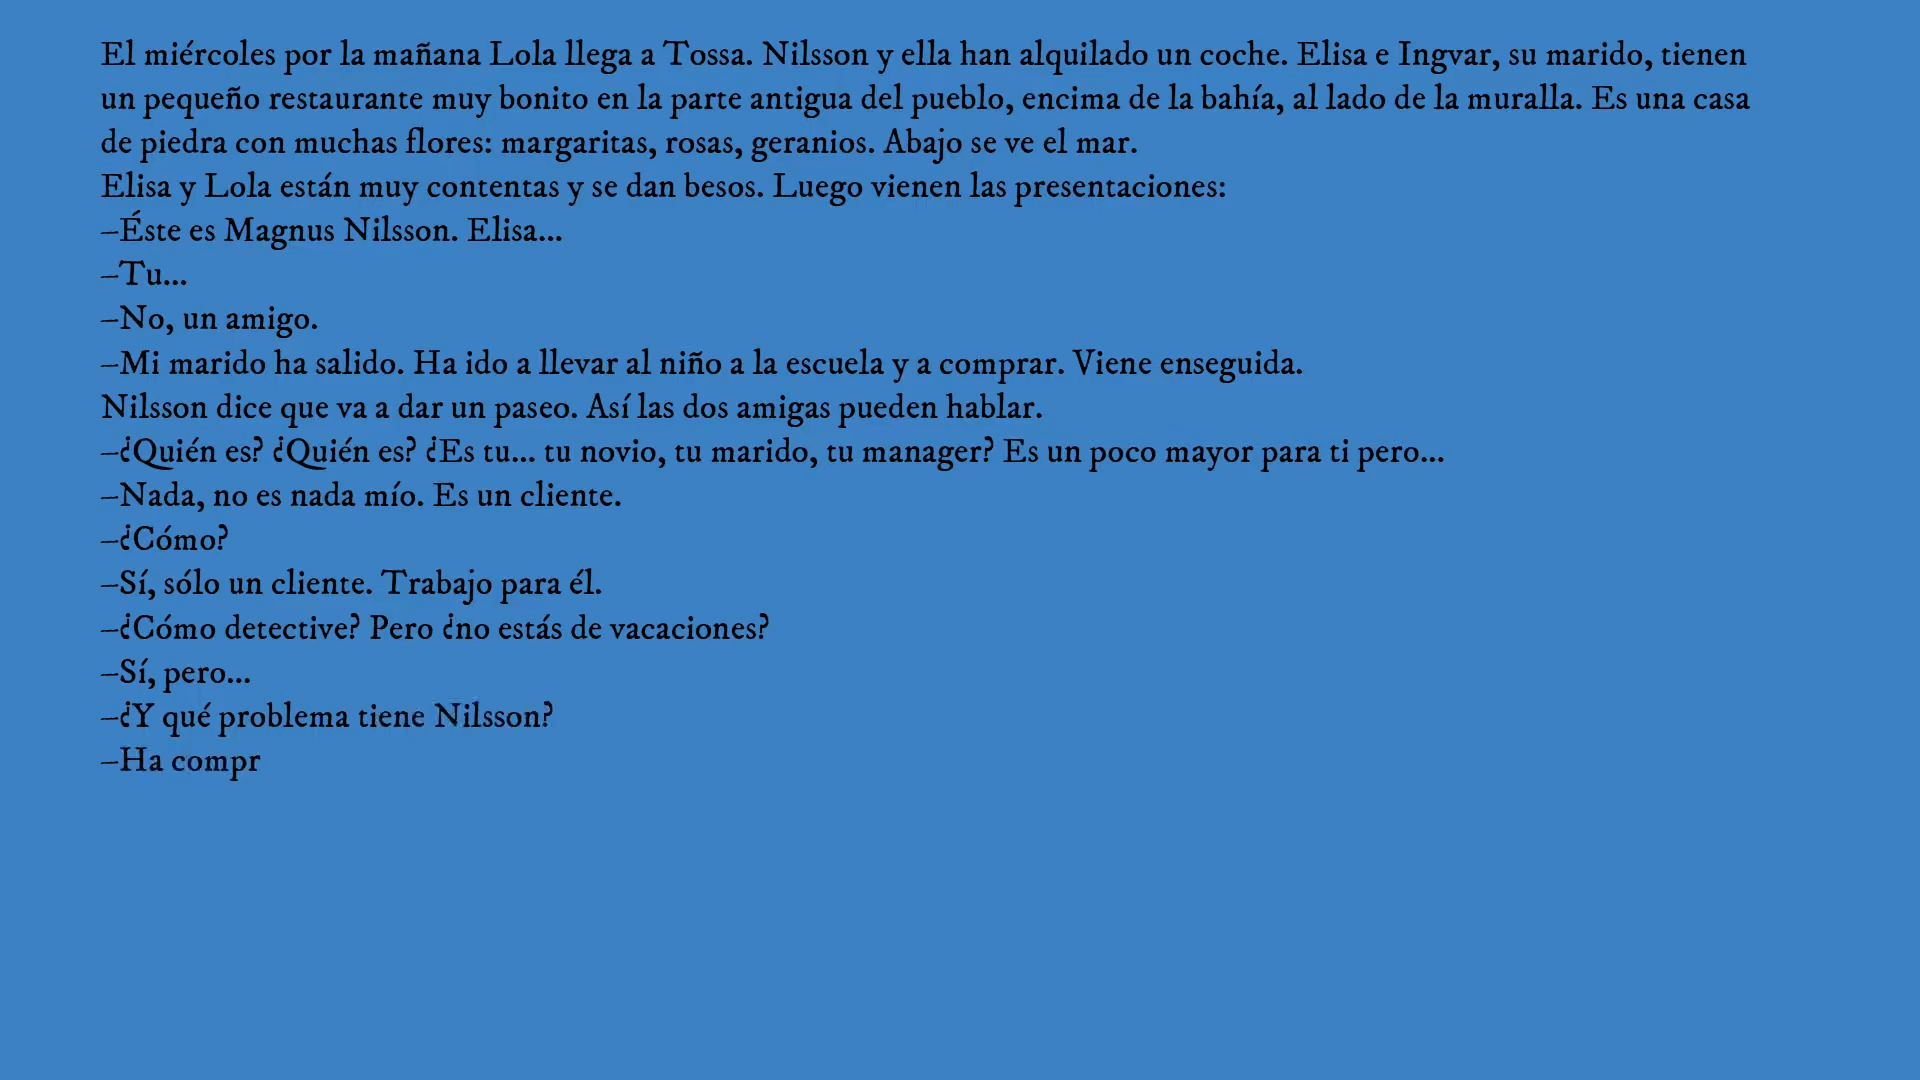 El miércoles por la mañana Lola llega a Tossa. Nilsson y ella han alquilado un coche. Elisa e Ingvar, su marido, tienen
un pequeño restaurante muy bonito en la parte antigua del pueblo, encima de la bahía, al lado de la muralla. Es una casa
de piedra con muchas flores: margaritas, rosas, geranios. Abajo se ve el mar.
Elisa y Lola están muy contentas y se dan besos. Luego vienen las presentaciones:
–Éste es Magnus Nilsson. Elisa...
–Tu...
–No, un amigo.
–Mi marido ha salido. Ha ido a llevar al niño a la escuela y a comprar. Viene enseguida.
Nilsson dice que va a dar un paseo. Así las dos amigas pueden hablar.
–¿Quién es? ¿Quién es? ¿Es tu... tu novio, tu marido, tu manager? Es un poco mayor para ti pero...
–Nada, no es nada mío. Es un cliente.
–¿Cómo?
–Sí, sólo un cliente. Trabajo para él.
–¿Cómo detective? Pero ¿no estás de vacaciones?
–Sí, pero...
–¿Y qué problema tiene Nilsson?
–Ha compr